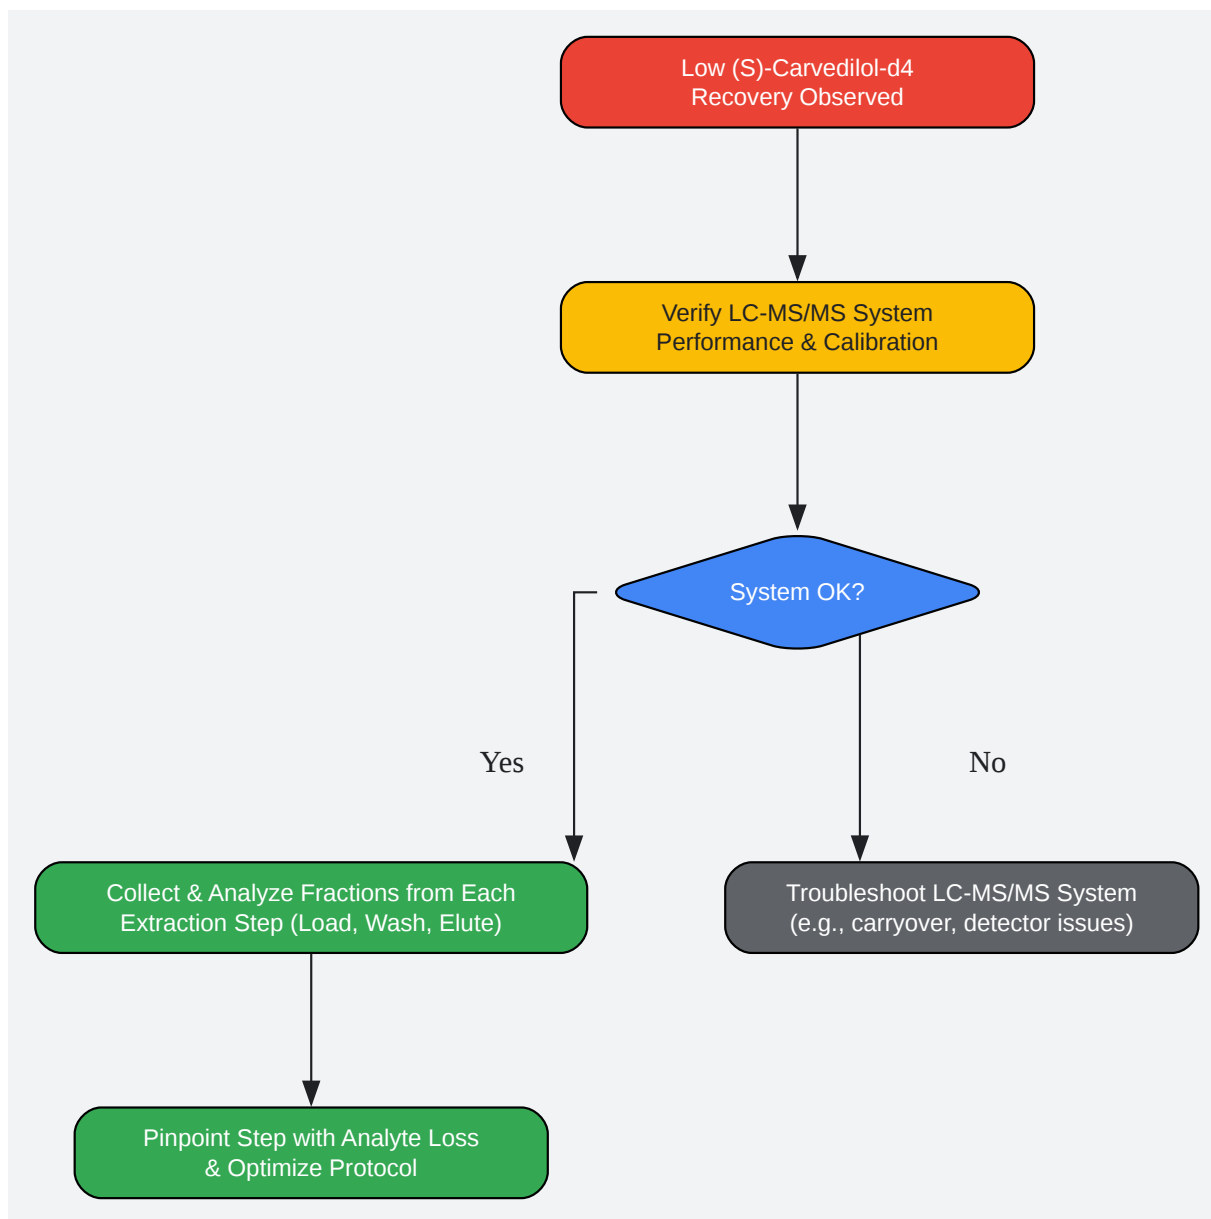 Low (S)-Carvedilol-d4
Recovery Observed
Verify LC-MS/MS System
Performance & Calibration
System OK?
Yes
No
Collect & Analyze Fractions from Each
Extraction Step (Load, Wash, Elute)
Troubleshoot LC-MS/MS System
(e.g., carryover, detector issues)
Pinpoint Step with Analyte Loss
& Optimize Protocol